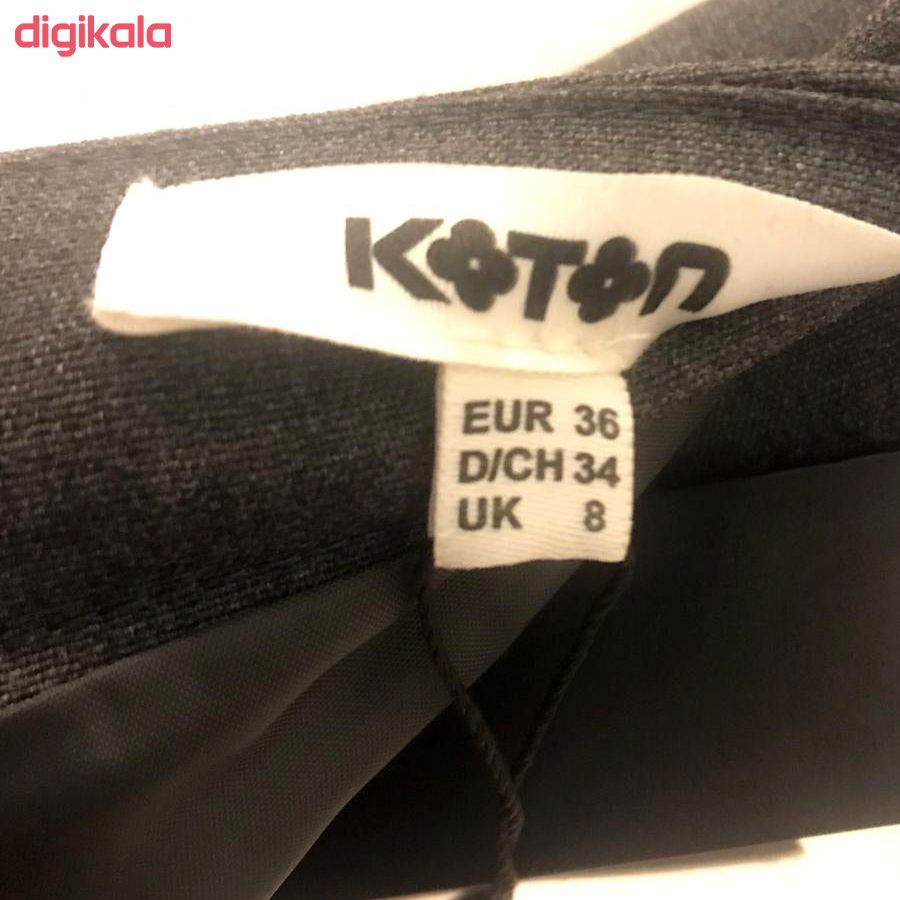 digikala
KOTON
EUR 36
D/CH 34
UK 8